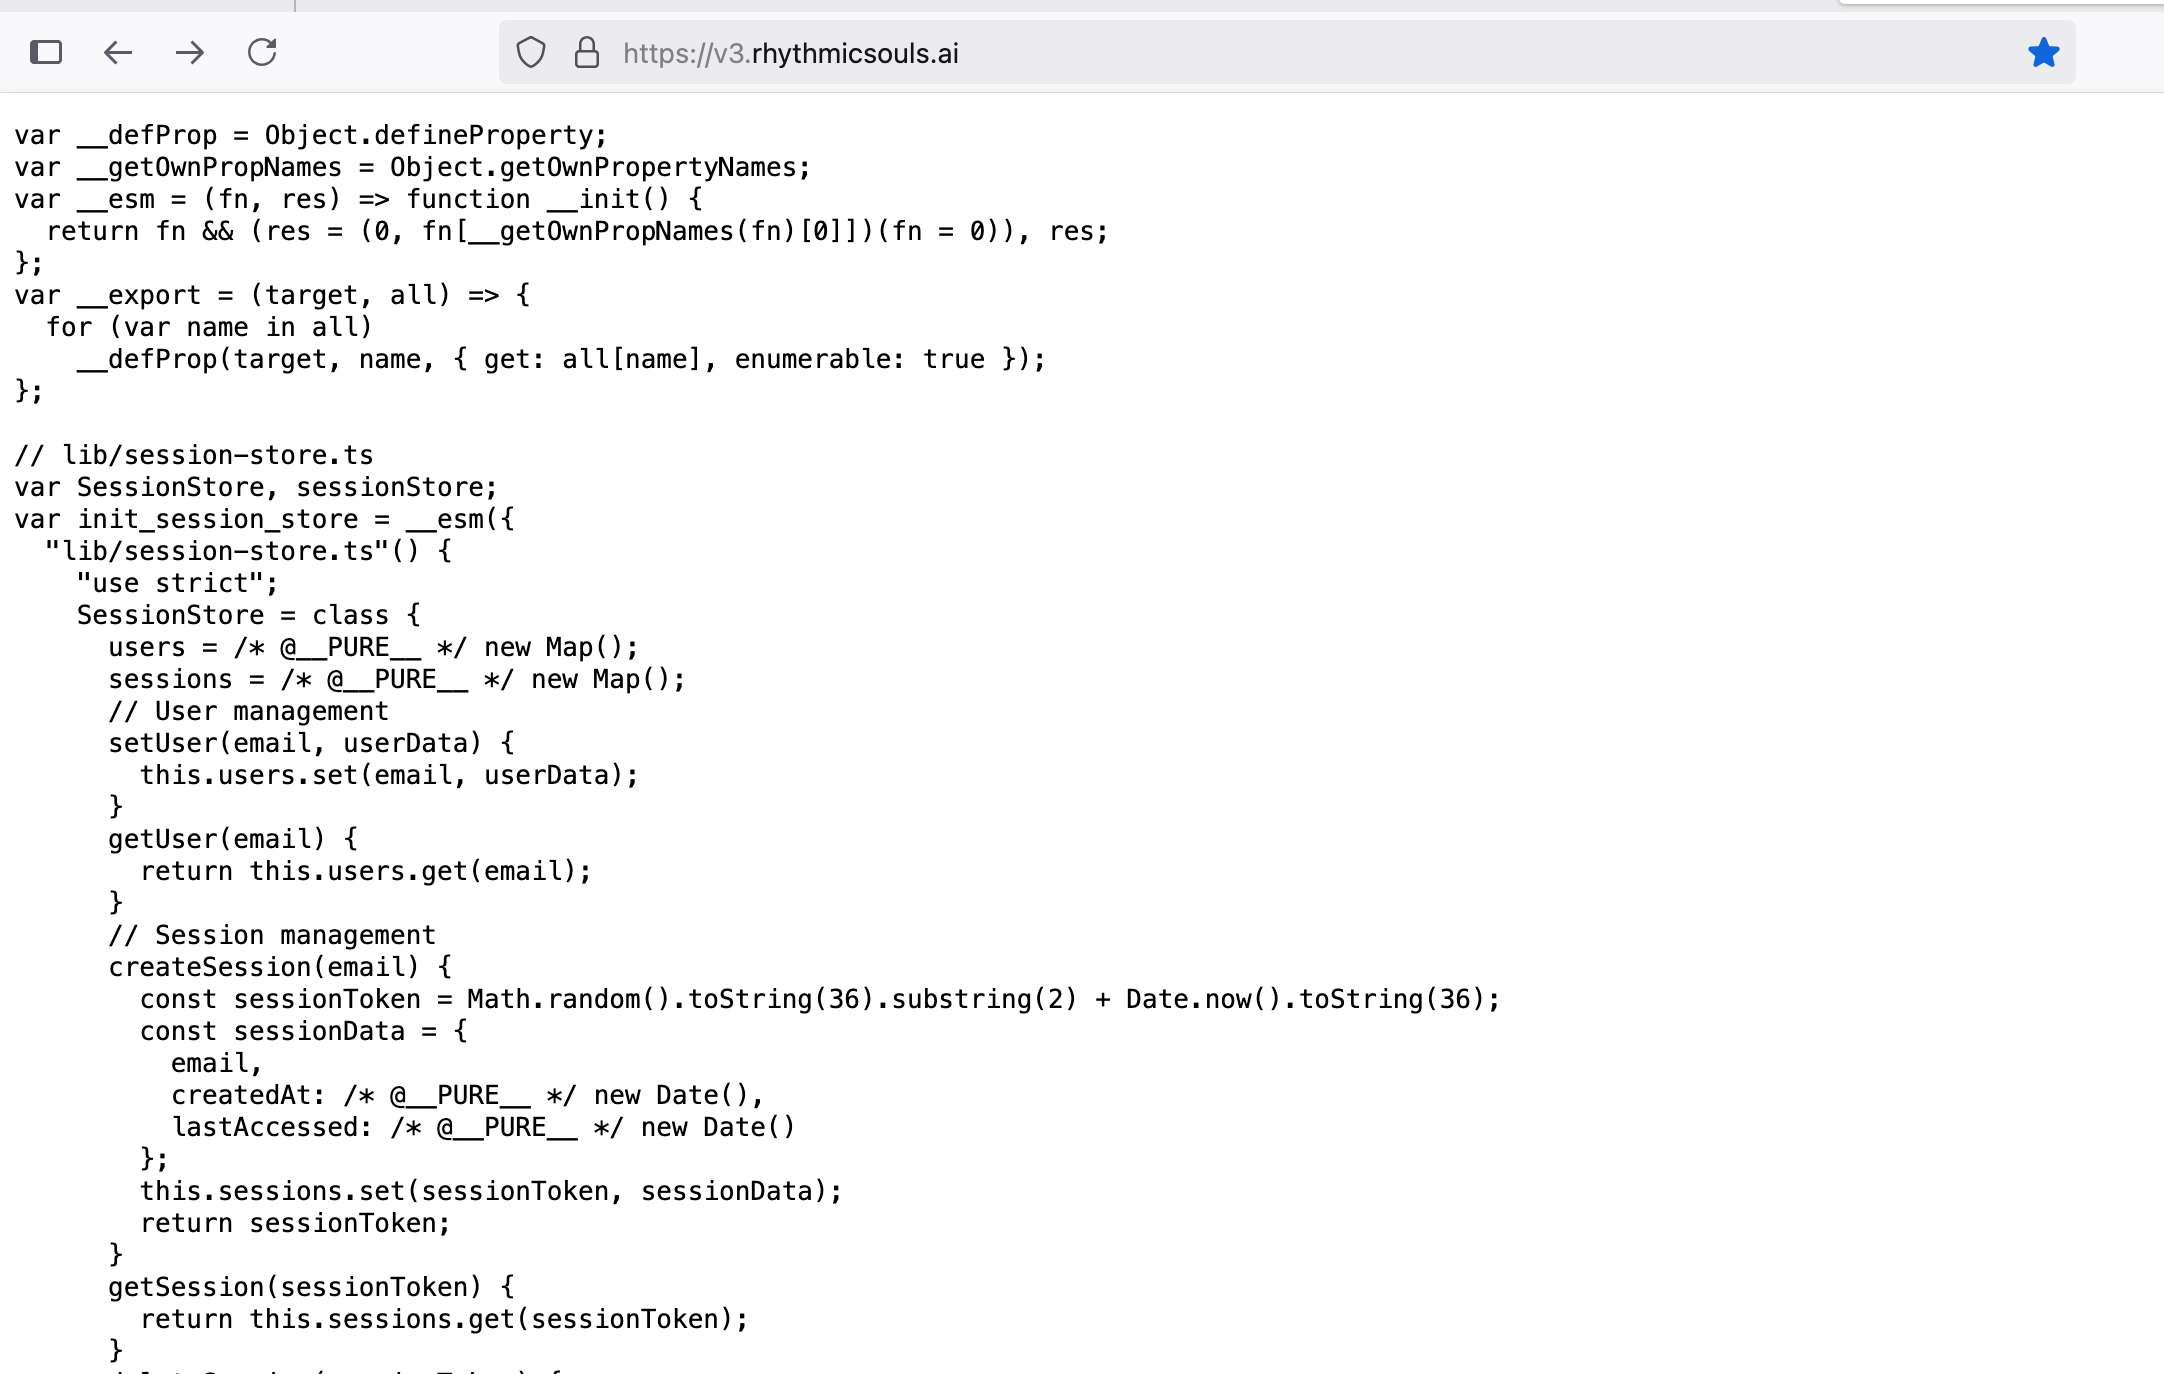 https://v3.rhythmicsouls.ai
var __defProp = Object.defineProperty;
var __getOwnPropNames = Object.getOwnPropertyNames;
var __esm = (fn, res) => function __init() {
  return fn && (res = (0, fn[__getOwnPropNames(fn)[0]])(fn = 0)), res;
};
var __export = (target, all) => {
  for (var name in all)
    __defProp(target, name, { get: all[name], enumerable: true });
};

// lib/session-store.ts
var SessionStore, sessionStore;
var init_session_store = __esm({
  "lib/session-store.ts"() {
    "use strict";
    SessionStore = class {
      users = /* @__PURE__ */ new Map();
      sessions = /* @__PURE__ */ new Map();
      // User management
      setUser(email, userData) {
        this.users.set(email, userData);
      }
      getUser(email) {
        return this.users.get(email);
      }
      // Session management
      createSession(email) {
        const sessionToken = Math.random().toString(36).substring(2) + Date.now().toString(36);
        const sessionData = {
          email,
          createdAt: /* @__PURE__ */ new Date(),
          lastAccessed: /* @__PURE__ */ new Date()
        };
        this.sessions.set(sessionToken, sessionData);
        return sessionToken;
      }
      getSession(sessionToken) {
        return this.sessions.get(sessionToken);
      }